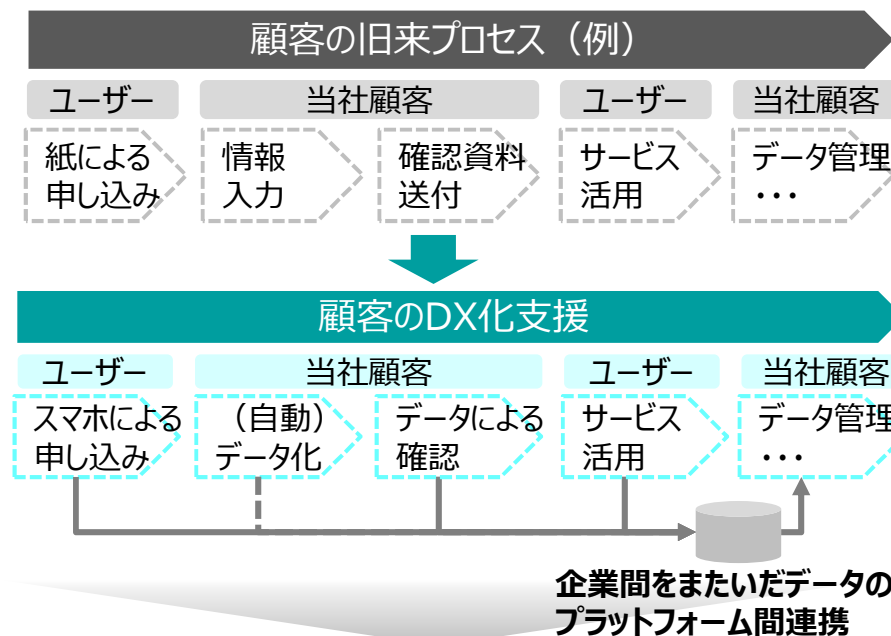 顧客の旧来プロセス（例）
ユーザー 当社顧客 ユーザー 当社顧客
紙による 情報 確認資料 サービス データ管理
申し込み 入力 送付 活用 ・・・
顧客のDX化支援
ユーザー 当社顧客 ユーザー 当社顧客
スマホによる （自動） データによる サービス データ管理
申し込み データ化 確認 活用 ・・・
企業間をまたいだデータの
プラットフォーム間連携